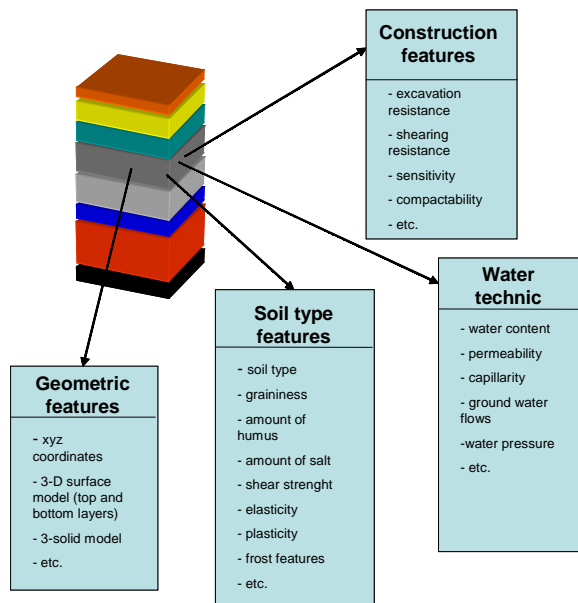 Construction
features
- excavation
resistance
- shearing
resistance
- sensitivity
- compactability
- etc.
Water
technic
- water content
- permeability
- capillarity
- ground water
flows
-water pressure
- etc.
Soil type
features
- soil type
- graininess
- amount of
humus
- amount of salt
- shear strenght
- elasticity
- plasticity
- frost features
- etc.
Geometric
features
- xyz
coordinates
- 3-D surface
model (top and
bottom layers)
- 3-solid model
- etc.